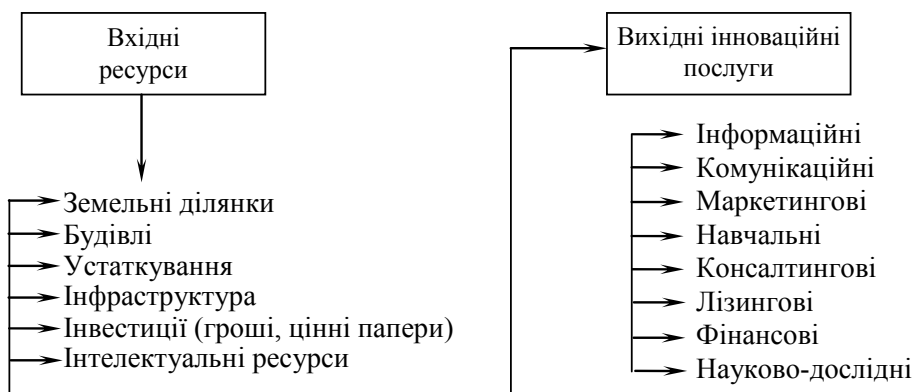 Вхідні
ресурси
Земельні ділянки
Будівлі
Устаткування
Інфраструктура
Інвестиції (гроші, цінні папери)
Інтелектуальні ресурси
Вихідні інноваційні
послуги
Інформаційні
Комунікаційні
Маркетингові
Навчальні
Консалтингові
Лізингові
Фінансові
Науково-дослідні